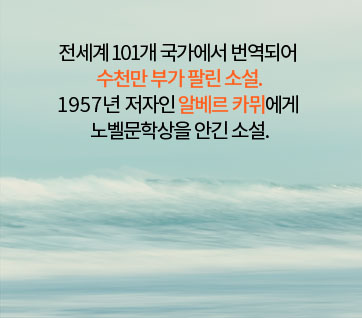 전세계 101개 국가에서 번역되어
수천만 부가 팔린 소설.
1957년 저자인 알베르 카뮈에게
노벨문학상을 안긴 소설.